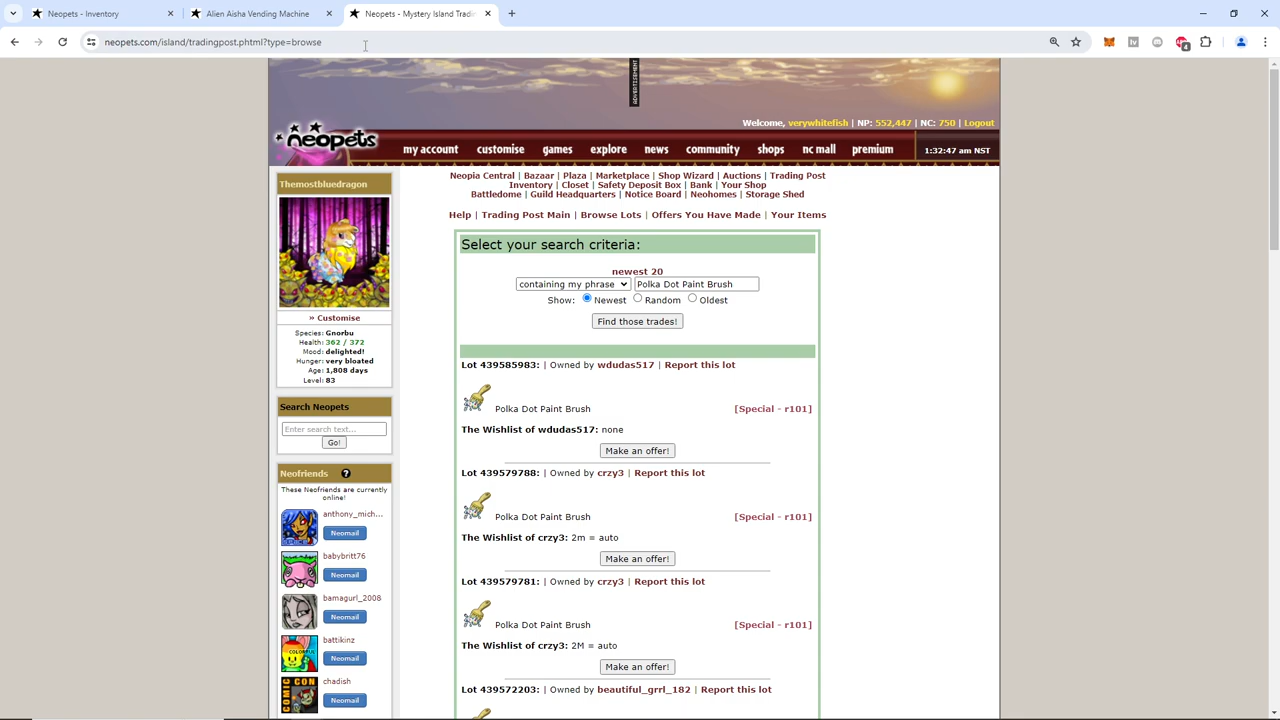 Neopets - Inventory
Alien Aisha Vending Machine
Neopets - Mystery Island Tradi
neopets.com/island/tradingpost.phtml?type=browse
4
ADVERTISEMENT
Welcome, verywhitefish | NP: 552,447 | NC: 750 | Logout
neopets
my account customise games explore news community shops nc mall premium
1:32:47 am NST
Themostbluedragon
» Customise
Species: Gnorbu
Health: 362 / 372
Mood: delighted!
Hunger: very bloated
Age: 1,808 days
Level: 83
Search Neopets
Enter search text...
Go!
Neofriends ?
These Neofriends are currently
online!
anthony_mich...
Neomail
babybritt76
Neomail
bamagurl_2008
Neomail
battikinz
COLORFUL
Neomail
chadish
COMIC CON
Neomail
Neopia Central | Bazaar | Plaza | Marketplace | Shop Wizard | Auctions | Trading Post
Inventory | Closet | Safety Deposit Box | Bank | Your Shop
Battledome | Guild Headquarters | Notice Board | Neohomes | Storage Shed
Help | Trading Post Main | Browse Lots | Offers You Have Made | Your Items
Select your search criteria:
newest 20
containing my phrase Polka Dot Paint Brush
Show: Newest Random Oldest
Find those trades!
Lot 439585983: | Owned by wdudas517 | Report this lot
Polka Dot Paint Brush [Special - r101]
The Wishlist of wdudas517: none
Make an offer!
Lot 439579788: | Owned by crzy3 | Report this lot
Polka Dot Paint Brush [Special - r101]
The Wishlist of crzy3: 2m = auto
Make an offer!
Lot 439579781: | Owned by crzy3 | Report this lot
Polka Dot Paint Brush [Special - r101]
The Wishlist of crzy3: 2M = auto
Make an offer!
Lot 439572203: | Owned by beautiful_grrl_182 | Report this lot